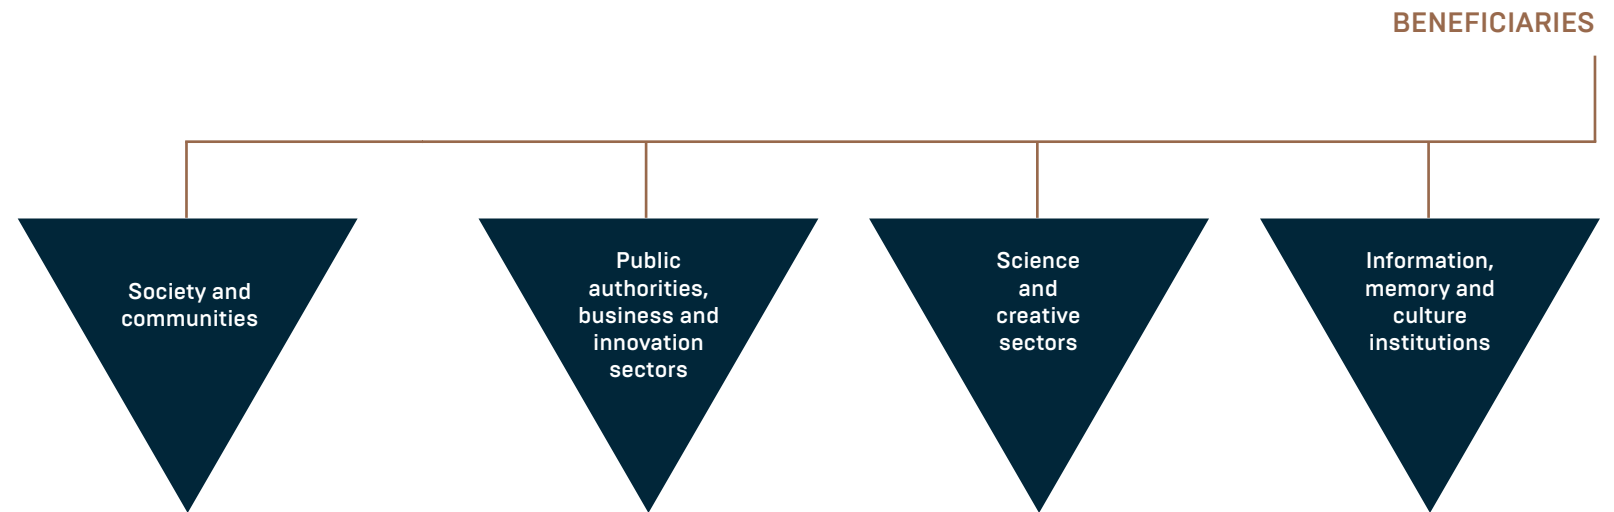 BENEFICIARIES
Society and
communities
Public
authorities,
business and
innovation
sectors
Science
and
creative
sectors
Information,
memory and
culture
institutions